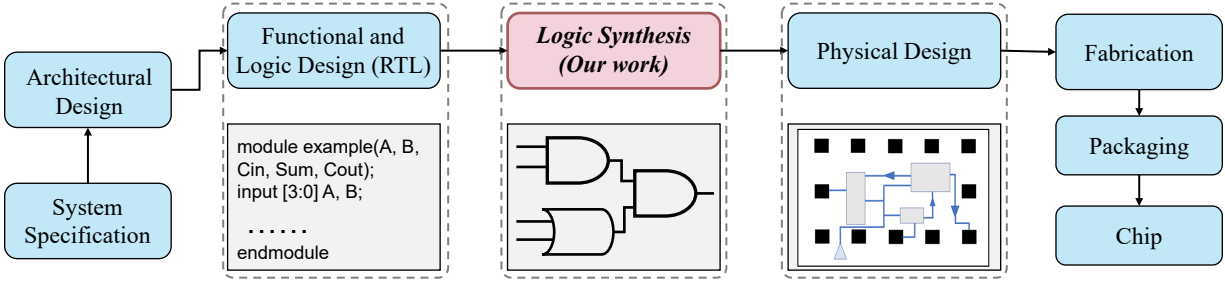 System
Specification
Architectural
Design
Functional and
Logic Design (RTL)
module example(A, B,
Cin, Sum, Cout);
input [3:0] A, B;
......
endmodule
Logic Synthesis
(Our work)
Physical Design
Fabrication
Packaging
Chip